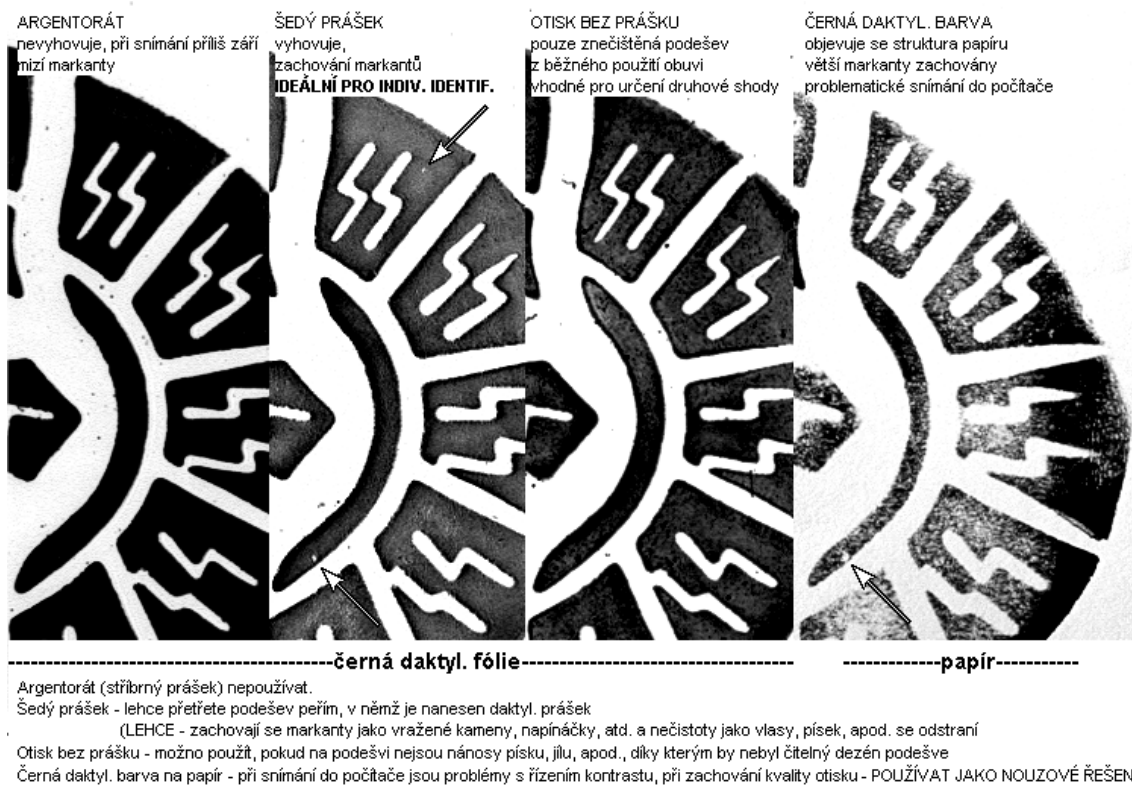 ARGENTORÁT
nevyhovuje, při snímání příliš září
mizí markanty
ŠEDÝ PRÁŠEK
vyhovuje,
zachování markantů
IDEÁLNÍ PRO INDIV. IDENTIF.
OTISK BEZ PRÁŠKU
pouze znečištěná podešev
z běžného použití obuvi
vhodné pro určení druhové shody
ČERNÁ DAKTYL. BARVA
objevuje se struktura papíru
větší markanty zachovány
problematické snímání do počítače
černá daktyl. fólie
papír
Argentorát (stříbrný prášek) nepoužívat.
Šedý prášek - lehce přetřete podešev peřím, v němž je nanesen daktyl. prášek
(LEHCE - zachovají se markanty jako vražené kameny, napínáčky, atd. a nečistoty jako vlasy, písek, apod. se odstraní
Otisk bez prášku - možno použít, pokud na podešvi nejsou nánosy písku, jílu, apod., díky kterým by nebyl čitelný dezén podešve
Černá daktyl. barva na papír - při snímání do počítače jsou problémy s řízením kontrastu, při zachování kvality otisku - POUŽÍVAT JAKO NOUZOVÉ ŘEŠEN